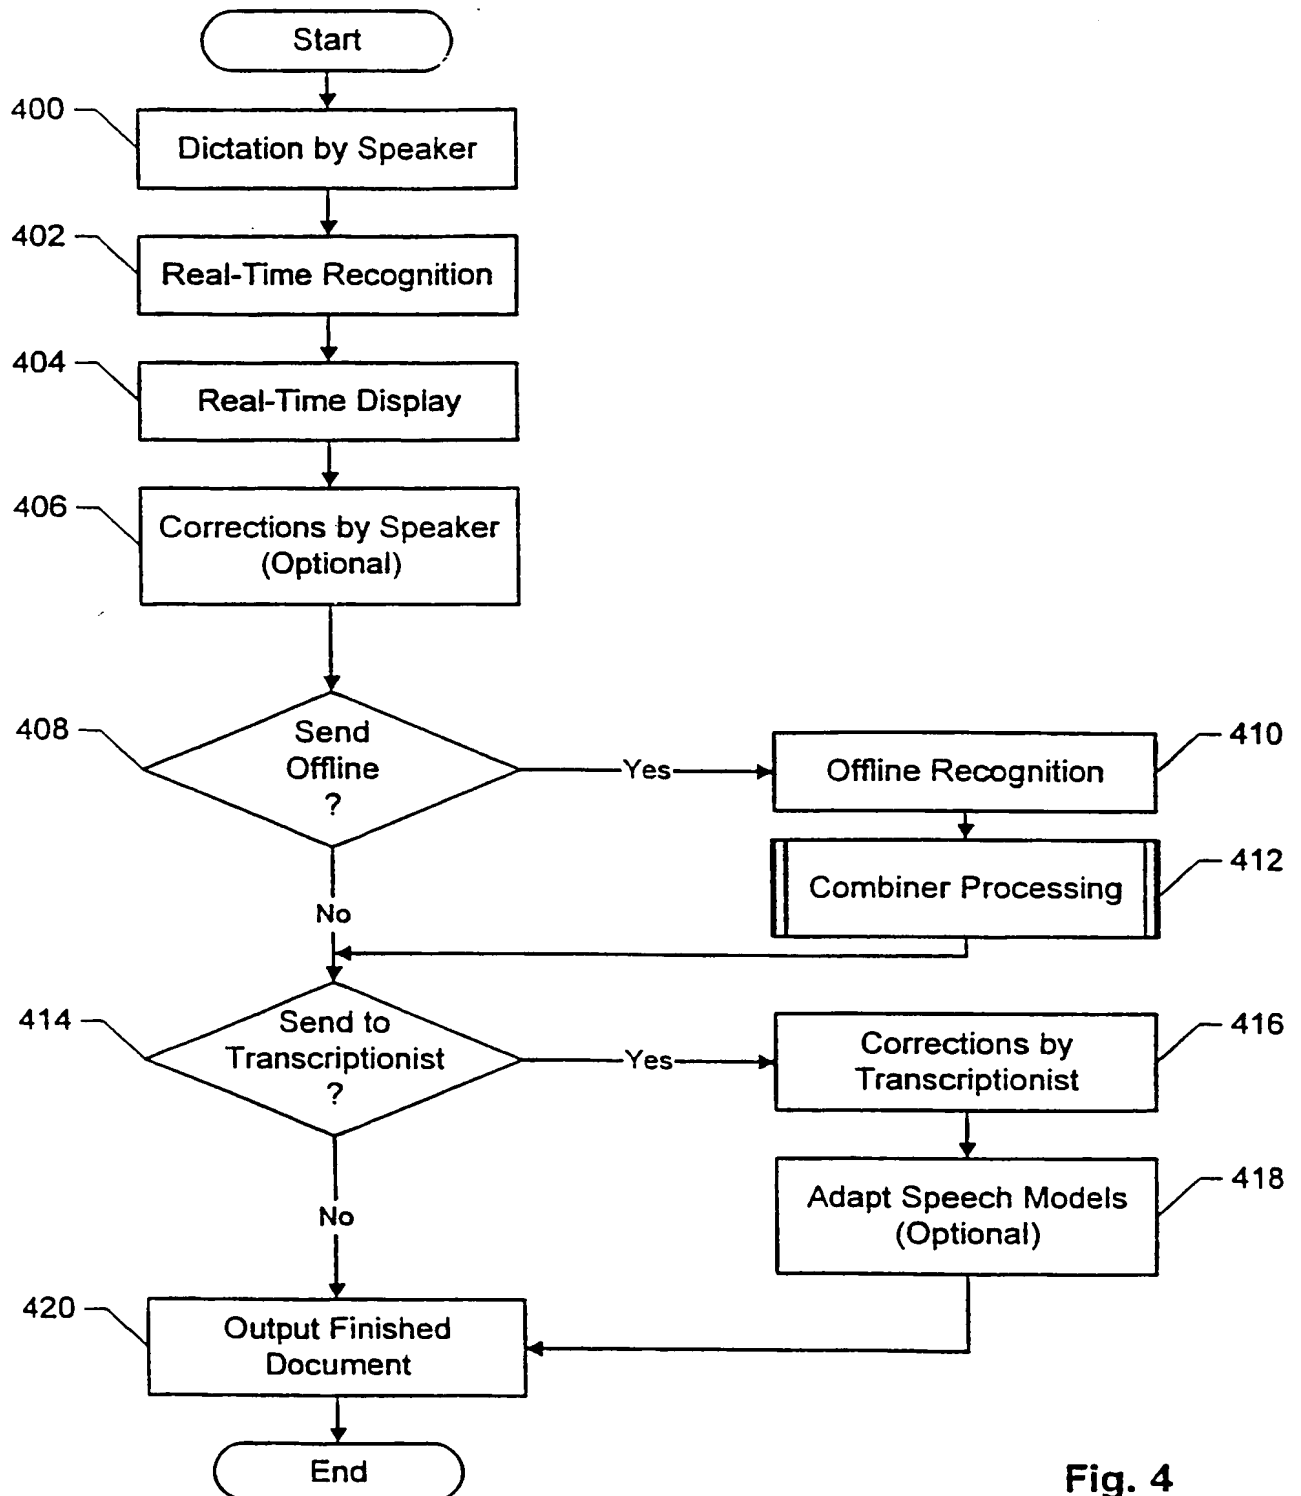 Start
400
Dictation by Speaker
402
Real-Time Recognition
404
Real-Time Display
406
Corrections by Speaker
(Optional)
408
Send
Offline
?
Yes
410
Offline Recognition
412
Combiner Processing
No
414
Send to
Transcriptionist
?
Yes
416
Corrections by
Transcriptionist
418
Adapt Speech Models
(Optional)
No
420
Output Finished
Document
End
Fig. 4